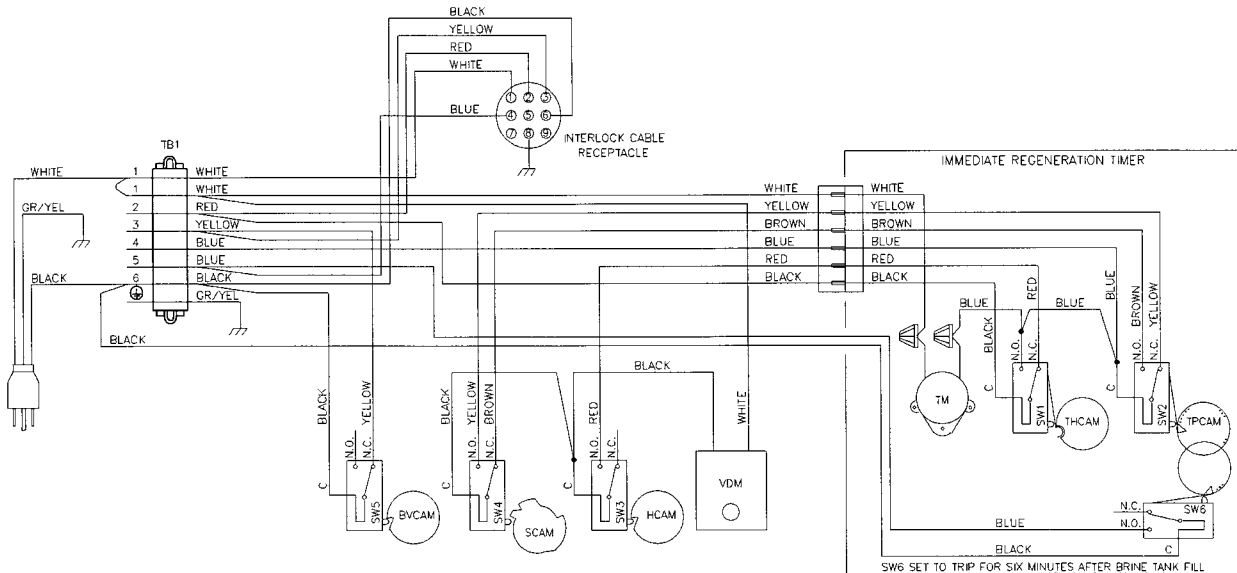 BLACK
YELLOW
RED
WHITE
1 2 3
BLUE
4 5 6
7 8 9
INTERLOCK CABLE
RECEPTACLE
TB1
IMMEDIATE REGENERATION TIMER
WHITE 1 WHITE
1 WHITE WHITE WHITE
GR/YEL 2 RED YELLOW YELLOW
3 YELLOW BROWN BROWN
4 BLUE BLUE BLUE
5 BLUE RED RED
BLACK 6 BLACK BLACK BLACK
GR/YEL
BLACK
BLUE BLACK RED BLUE BLUE BROWN YELLOW
N.O. N.C. N.O. N.C.
C C
TM SW1 THCAM SW2 TPCAM
BLACK
BLACK YELLOW YELLOW BROWN RED WHITE
N.O. N.C. N.O. N.C. N.O. N.C.
C C C
SW5 BVCAM SW4 SCAM SW3 HCAM VDM
N.C. SW6
BLUE N.O.
BLACK C
SW6 SET TO TRIP FOR SIX MINUTES AFTER BRINE TANK FILL